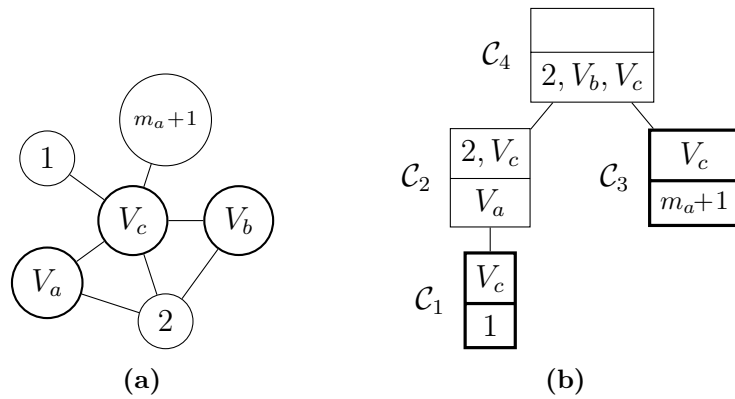 m_a+1
1
V_c
V_b
V_a
2
(a)
𝒞_4
2, V_b, V_c
2, V_c
𝒞_2
V_a
V_c
𝒞_3
m_a+1
V_c
𝒞_1
1
(b)